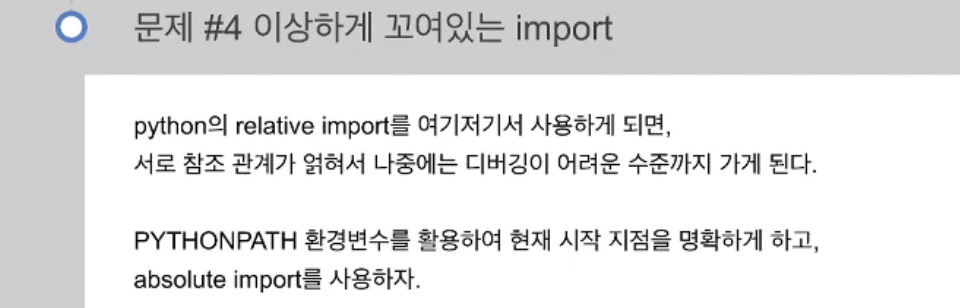 문제 #4 이상하게 꼬여있는 import
python의 relative import를 여기저기서 사용하게 되면,
서로 참조 관계가 얽혀서 나중에는 디버깅이 어려운 수준까지 가게 된다.
PYTHONPATH 환경변수를 활용하여 현재 시작 지점을 명확하게 하고,
absolute import를 사용하자.